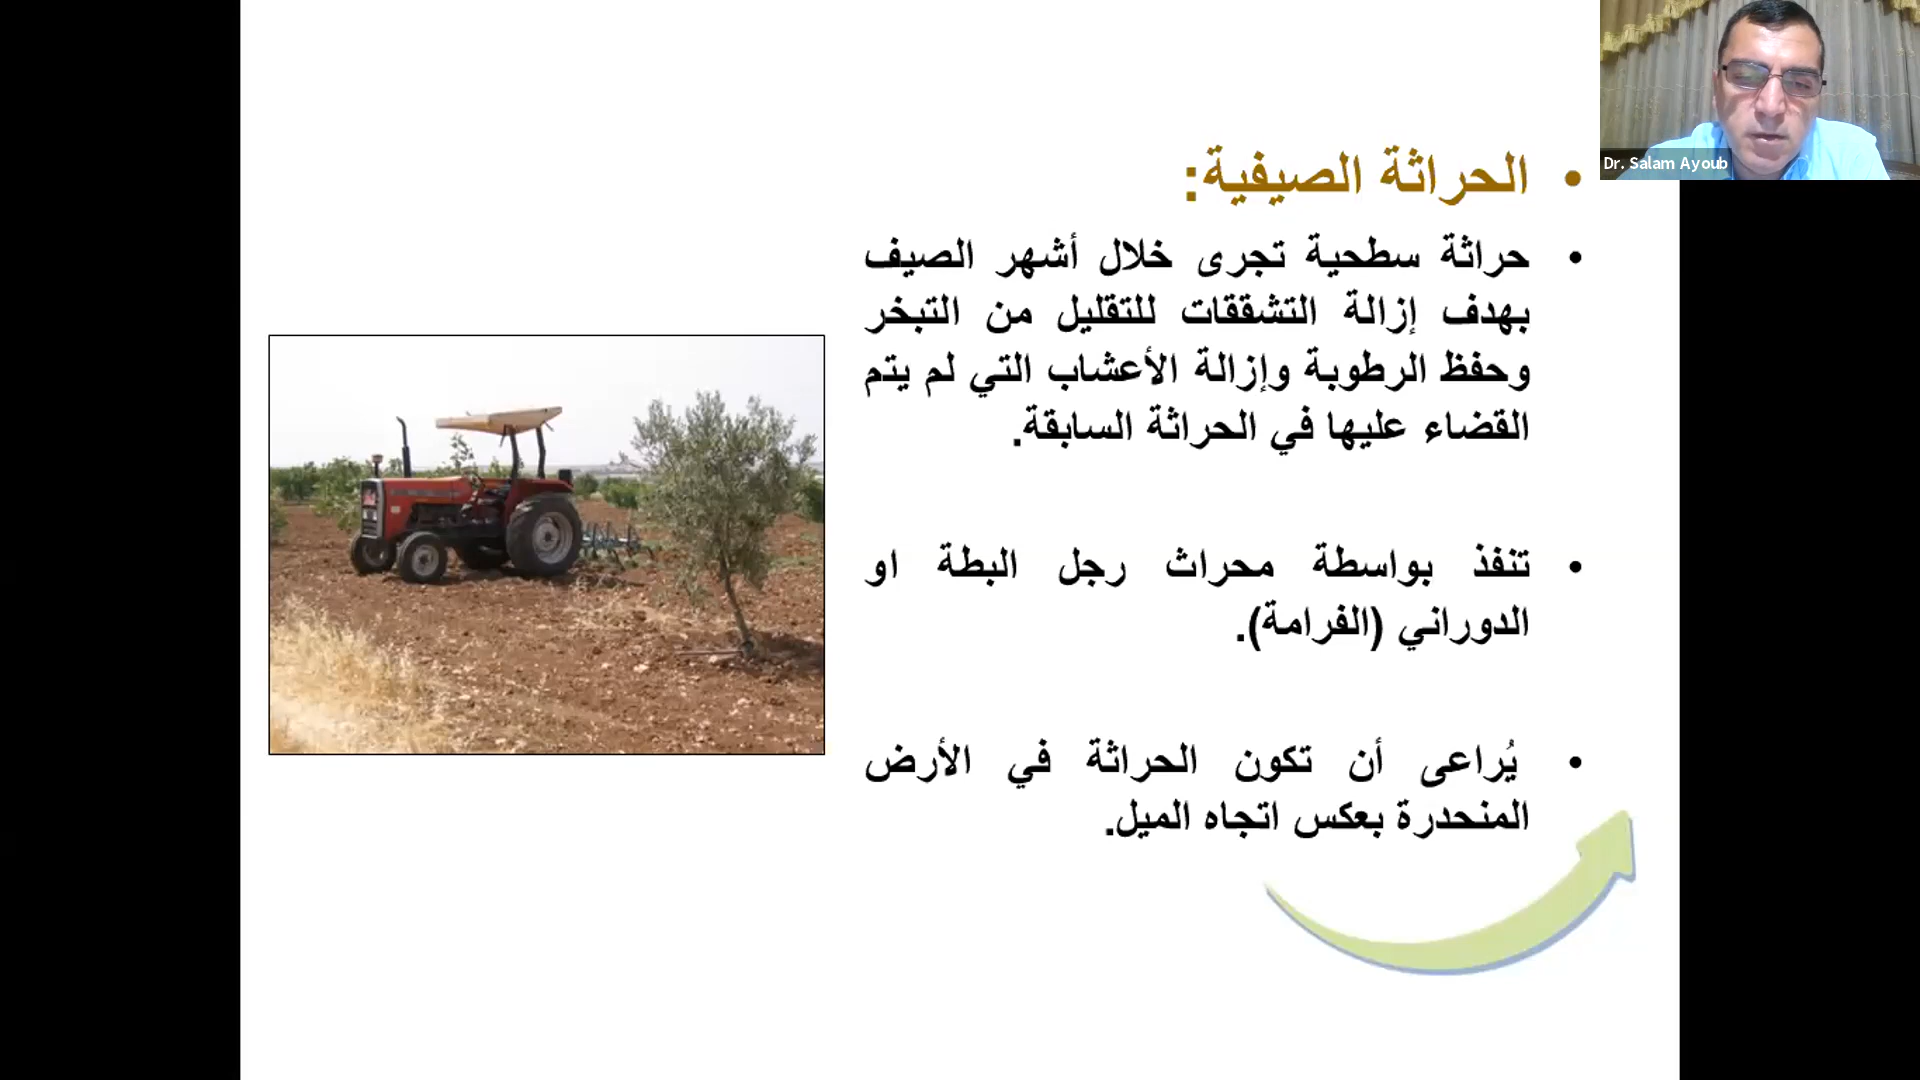 • الحراثة الصيفية:
• حراثة سطحية تجرى خلال أشهر الصيف
بهدف إزالة التشققات للتقليل من التبخر
وحفظ الرطوبة وإزالة الأعشاب التي لم يتم
القضاء عليها في الحراثة السابقة.
• تنفذ بواسطة محراث رجل البطة او
الدوراني (الفرامة).
• يُراعى أن تكون الحراثة في الأرض
المنحدرة بعكس اتجاه الميل.
Dr. Salam Ayoub